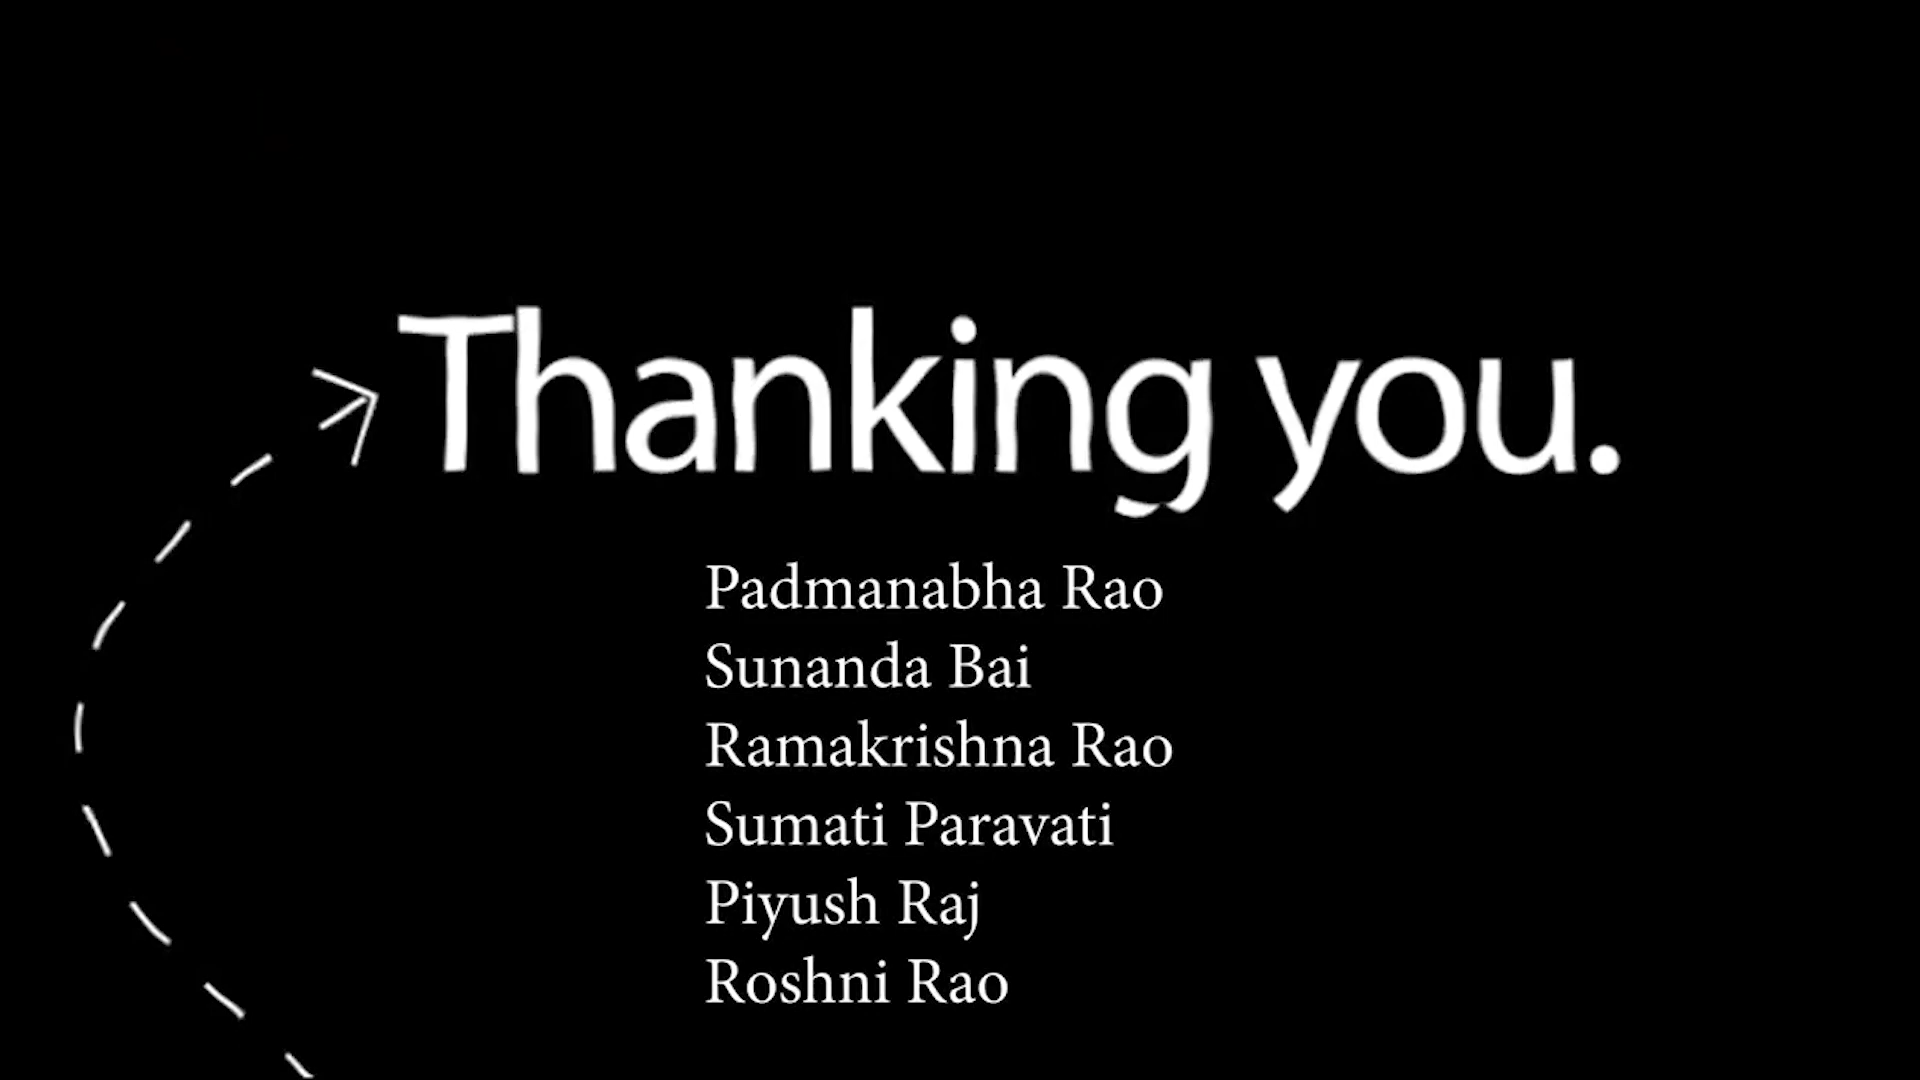 Thanking you.
Padmanabha Rao
Sunanda Bai
Ramakrishna Rao
Sumati Paravati
Piyush Raj
Roshni Rao